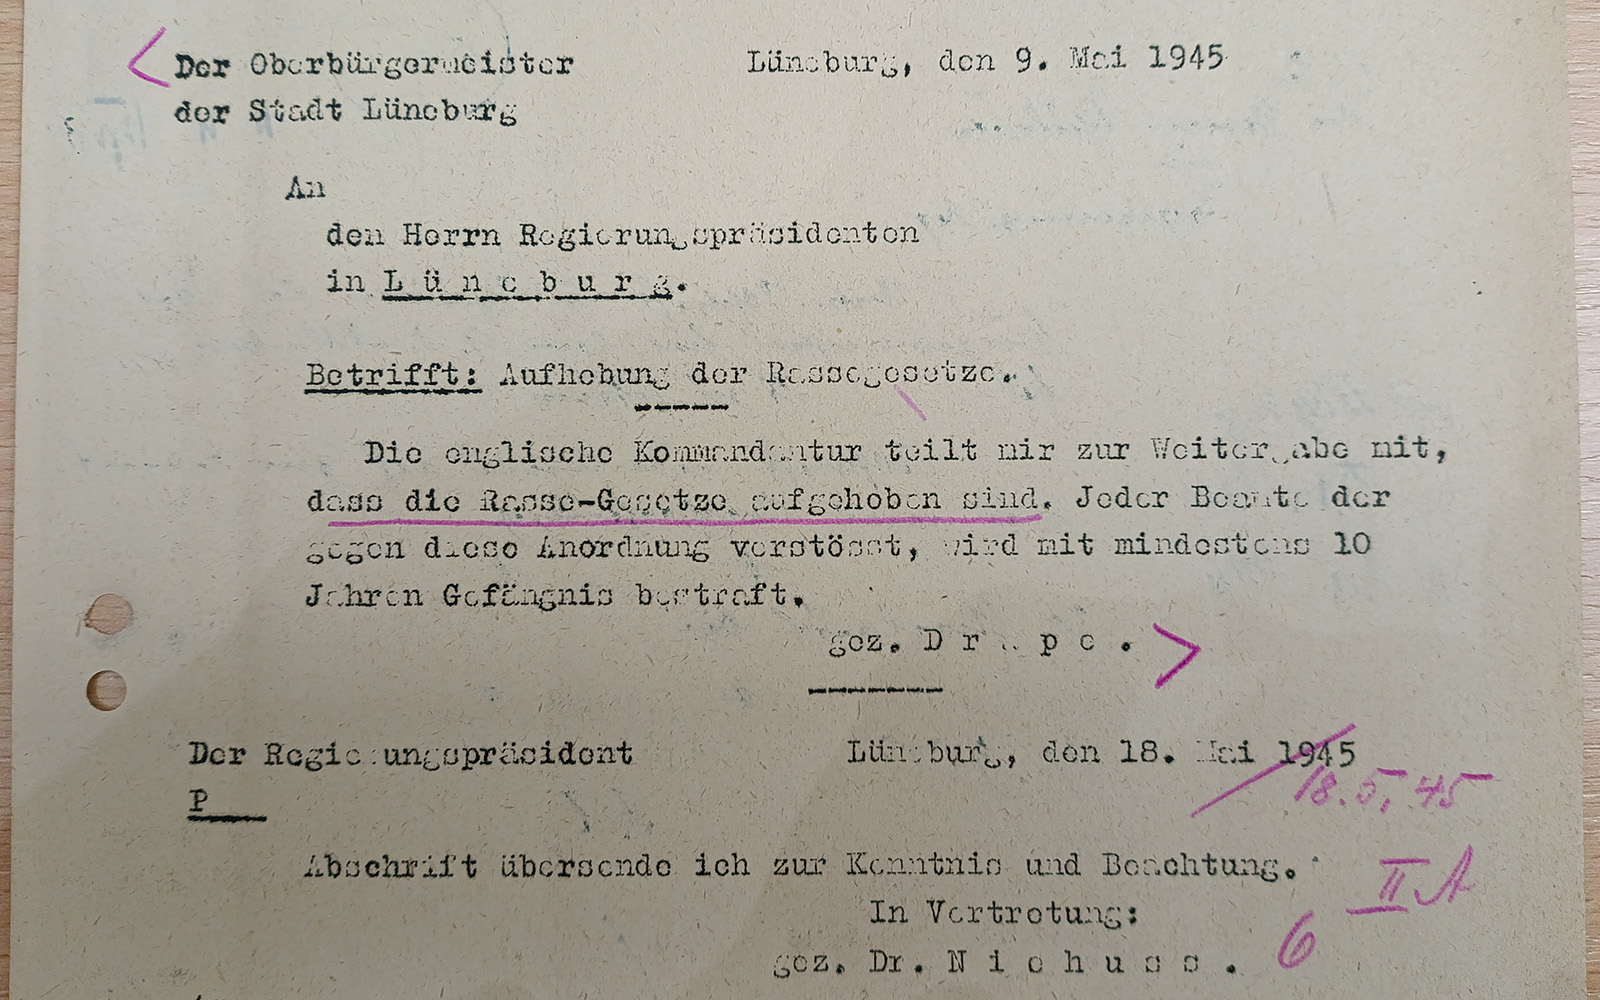 Der Oberbürgermeister
der Stadt Lüneburg
Lüneburg, den 9. Mai 1945
An
den Herrn Regierungspräsidenten
in Lüneburg.
Betrifft: Aufhebung der Rassegesetze.
Die englische Kommandantur teilt mir zur Weitergabe mit,
dass die Rasse-Gesetze aufgehoben sind. Jeder Beamte der
gegen diese Anordnung verstösst, wird mit mindestens 10
Jahren Gefängnis bestraft.
gez. Drape.
Der Regierungspräsident
P
Lüneburg, den 18. Mai 1945
18.5.45
Abschrift übersende ich zur Kenntnis und Beachtung.
II A
In Vertretung:
6
gez. Dr. Niehuss.